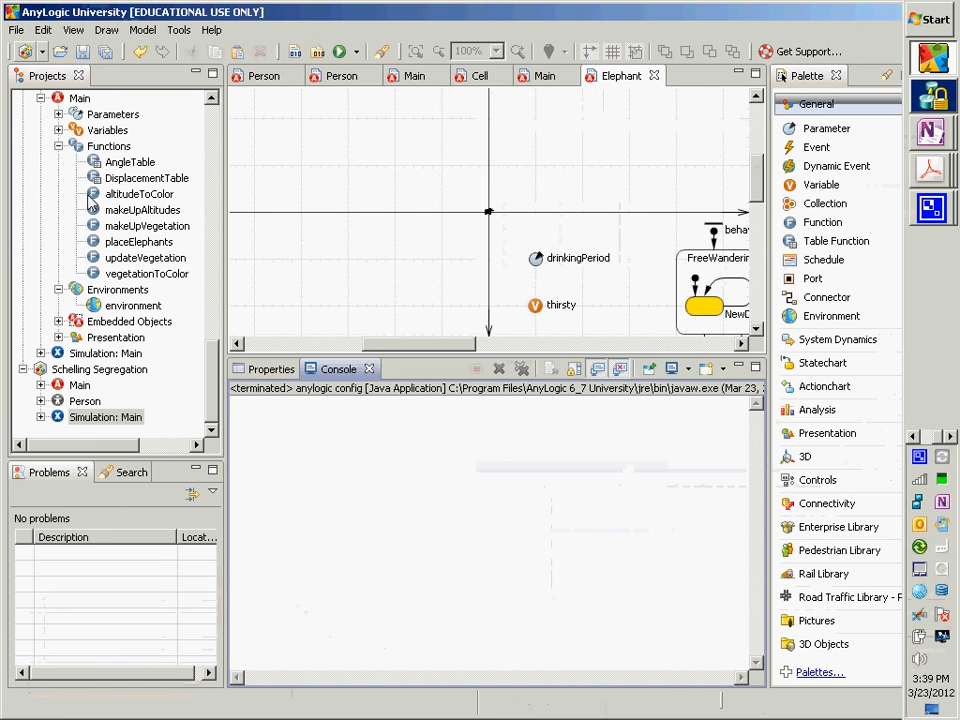 AnyLogic University [EDUCATIONAL USE ONLY]
File Edit View Draw Model Tools Help
100% Get Support...
Projects
Main
Parameters
Variables
Functions
AngleTable
DisplacementTable
altitudeToColor
makeUpAltitudes
makeUpVegetation
placeElephants
updateVegetation
vegetationToColor
Environments
environment
Embedded Objects
Presentation
Simulation: Main
Schelling Segregation
Main
Person
Simulation: Main
Problems Search
No problems
Description Locat...
Person Person Main Cell Main Elephant
behav
drinkingPeriod
FreeWanderin
thirsty
NewD
Properties Console
<terminated> anylogic config [Java Application] C:\Program Files\AnyLogic 6_7 University\jre\bin\javaw.exe (Mar 23, 2
Palette
General
Parameter
Event
Dynamic Event
Variable
Collection
Function
Table Function
Schedule
Port
Connector
Environment
System Dynamics
Statechart
Actionchart
Analysis
Presentation
3D
Controls
Connectivity
Enterprise Library
Pedestrian Library
Rail Library
Road Traffic Library - P
Pictures
3D Objects
Palettes...
Start
3:39 PM
3/23/2012